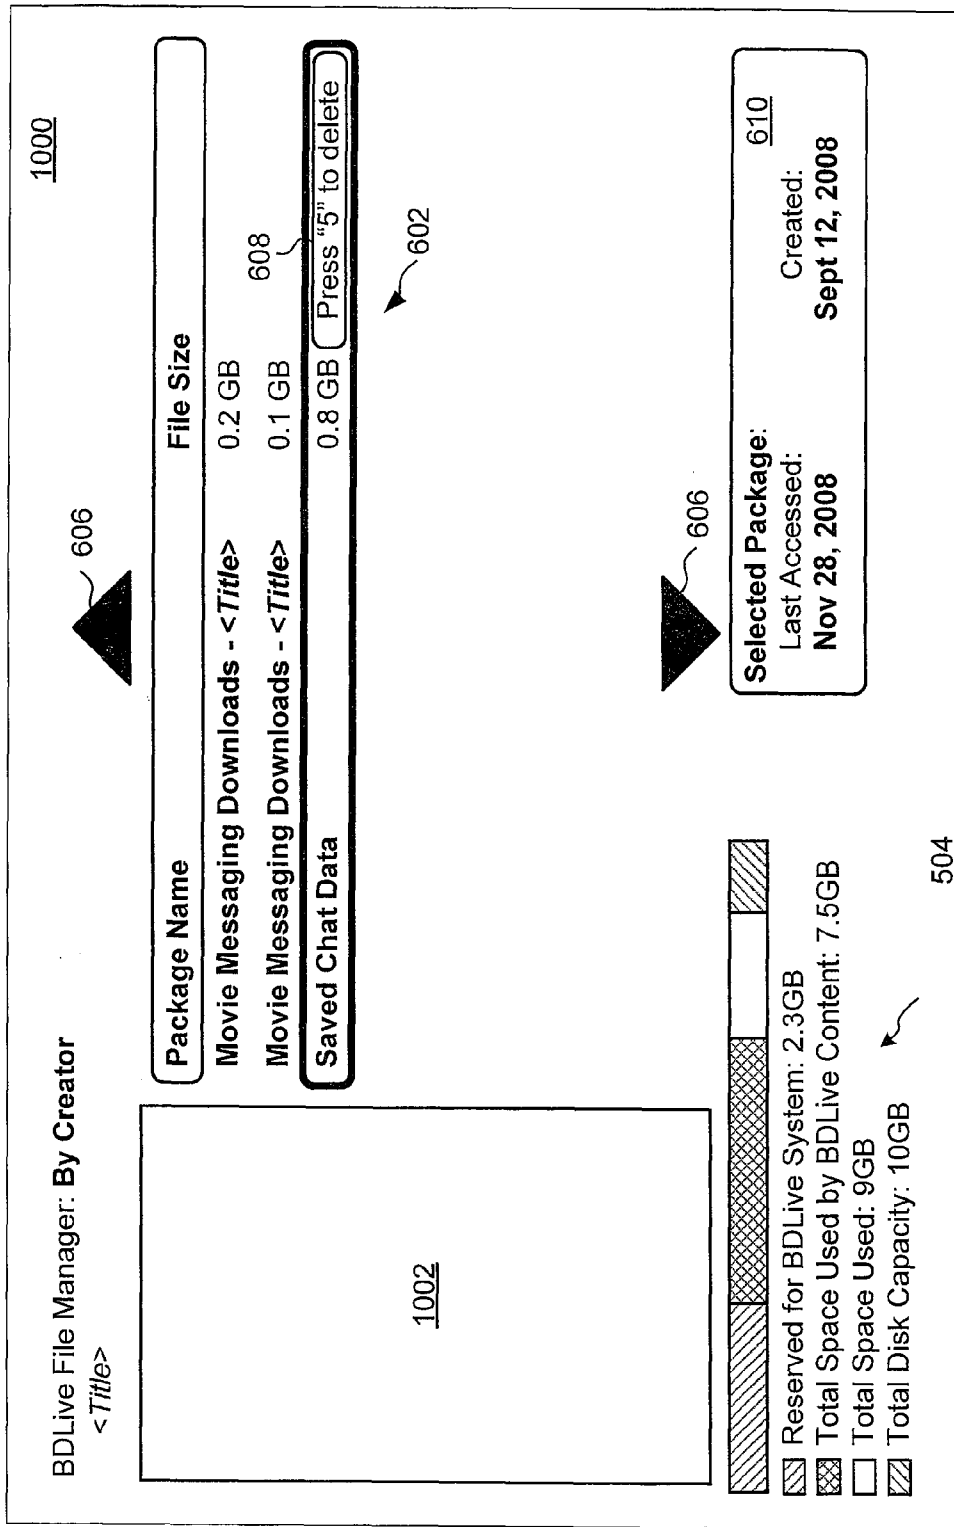 1000
BDLive File Manager: By Creator
<Title>
606
Package Name File Size
Movie Messaging Downloads - <Title> 0.2 GB
608
Movie Messaging Downloads - <Title> 0.1 GB
Saved Chat Data 0.8 GB Press "5" to delete
602
1002
606
Selected Package: 610
Last Accessed: Created:
Nov 28, 2008 Sept 12, 2008
Reserved for BDLive System: 2.3GB
Total Space Used by BDLive Content: 7.5GB
Total Space Used: 9GB
Total Disk Capacity: 10GB
504